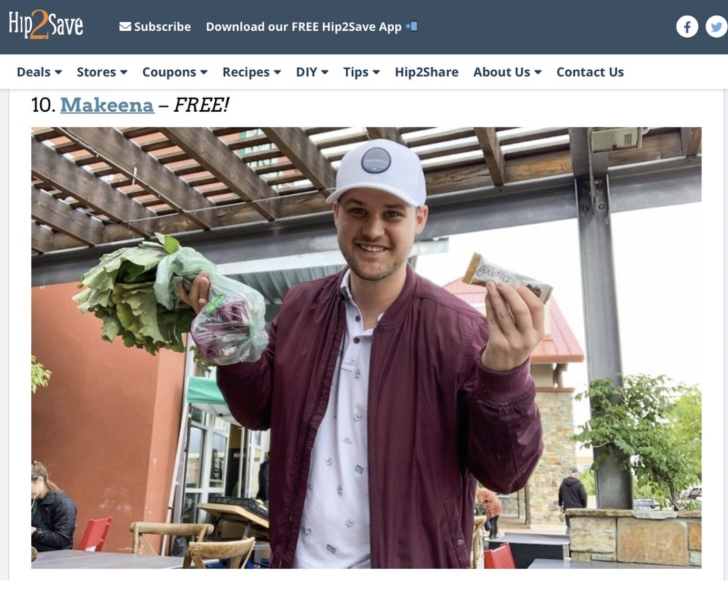 Hip2Save
Subscribe Download our FREE Hip2Save App
Deals Stores Coupons Recipes DIY Tips Hip2Share About Us Contact Us
10. Makeena – FREE!